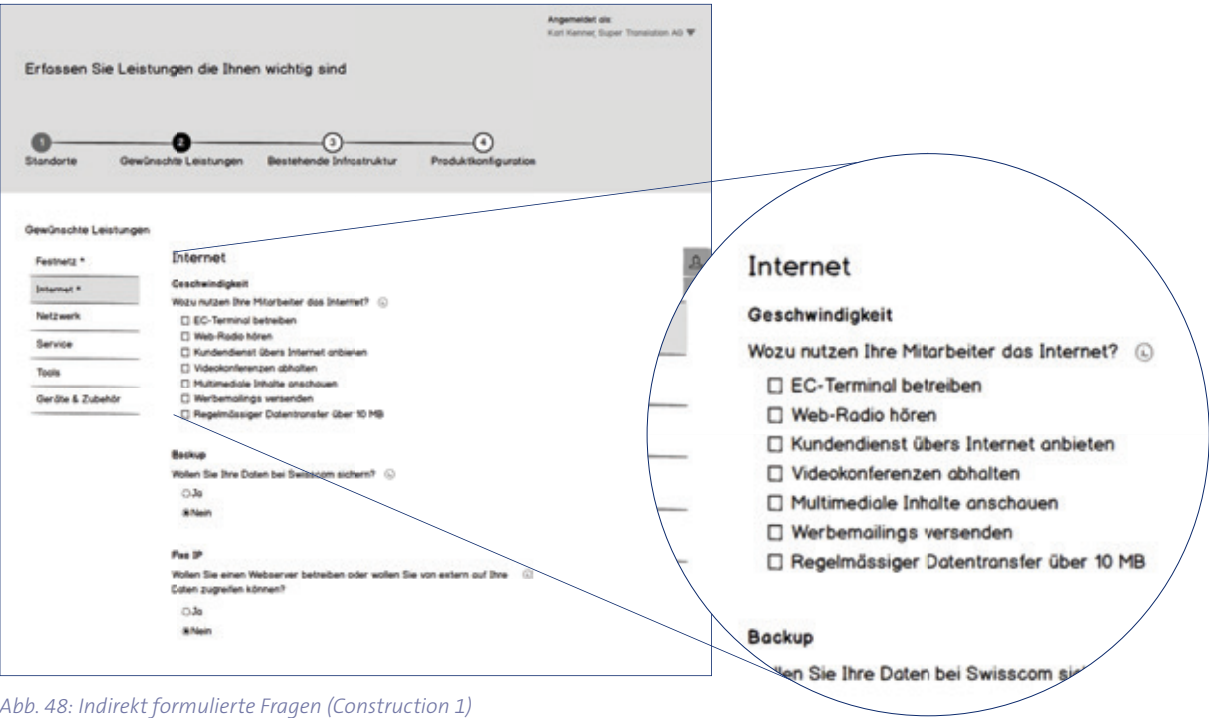 Angemeldet als:
Karl Kenner, Super Translation AG
Erfassen Sie Leistungen die Ihnen wichtig sind
1 2 3 4
Standorte Gewünschte Leistungen Bestehende Infrastruktur Produktkonfiguration
Gewünschte Leistungen
Festnetz *
Internet *
Netzwerk
Service
Tools
Geräte & Zubehör
Internet
Geschwindigkeit
Wozu nutzen Ihre Mitarbeiter das Internet?
EC-Terminal betreiben
Web-Radio hören
Kundendienst übers Internet anbieten
Videokonferenzen abhalten
Multimediale Inhalte anschauen
Werbemailings versenden
Regelmässiger Datentransfer über 10 MB
Backup
Wollen Sie Ihre Daten bei Swisscom sichern?
Ja
Nein
Fixe IP
Wollen Sie einen Webserver betreiben oder wollen Sie von extern auf Ihre
Daten zugreifen können?
Ja
Nein
Internet
Geschwindigkeit
Wozu nutzen Ihre Mitarbeiter das Internet?
EC-Terminal betreiben
Web-Radio hören
Kundendienst übers Internet anbieten
Videokonferenzen abhalten
Multimediale Inhalte anschauen
Werbemailings versenden
Regelmässiger Datentransfer über 10 MB
Backup
Sie Ihre Daten bei Swisscom
Abb. 48: Indirekt formulierte Fragen (Construction 1)